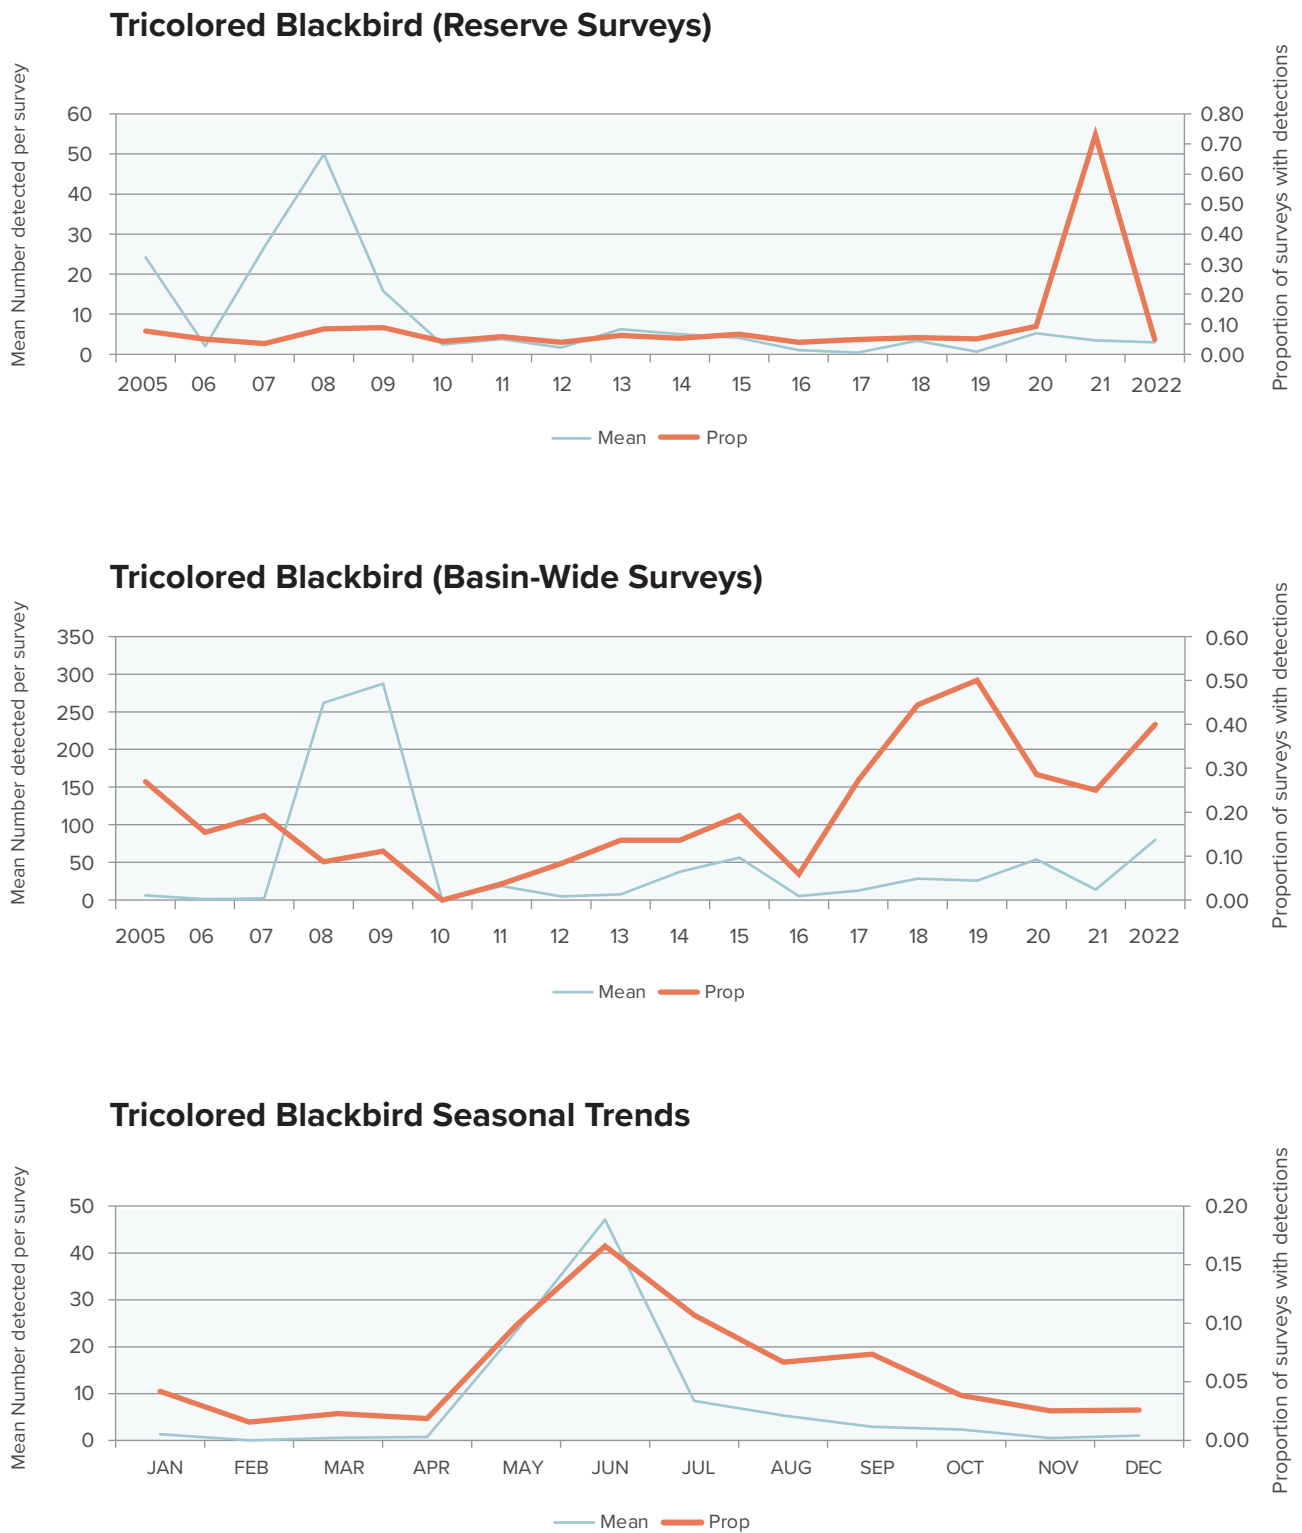 Tricolored Blackbird (Reserve Surveys)
Mean Number detected per survey
60
50
40
30
20
10
0
0.80
0.70
0.60
0.50
0.40
0.30
0.20
0.10
0.00
Proportion of surveys with detections
2005 06 07 08 09 10 11 12 13 14 15 16 17 18 19 20 21 2022
Mean Prop
Tricolored Blackbird (Basin-Wide Surveys)
Mean Number detected per survey
350
300
250
200
150
100
50
0
0.60
0.50
0.40
0.30
0.20
0.10
0.00
Proportion of surveys with detections
2005 06 07 08 09 10 11 12 13 14 15 16 17 18 19 20 21 2022
Mean Prop
Tricolored Blackbird Seasonal Trends
Mean Number detected per survey
50
40
30
20
10
0
0.20
0.15
0.10
0.05
0.00
Proportion of surveys with detections
JAN FEB MAR APR MAY JUN JUL AUG SEP OCT NOV DEC
Mean Prop